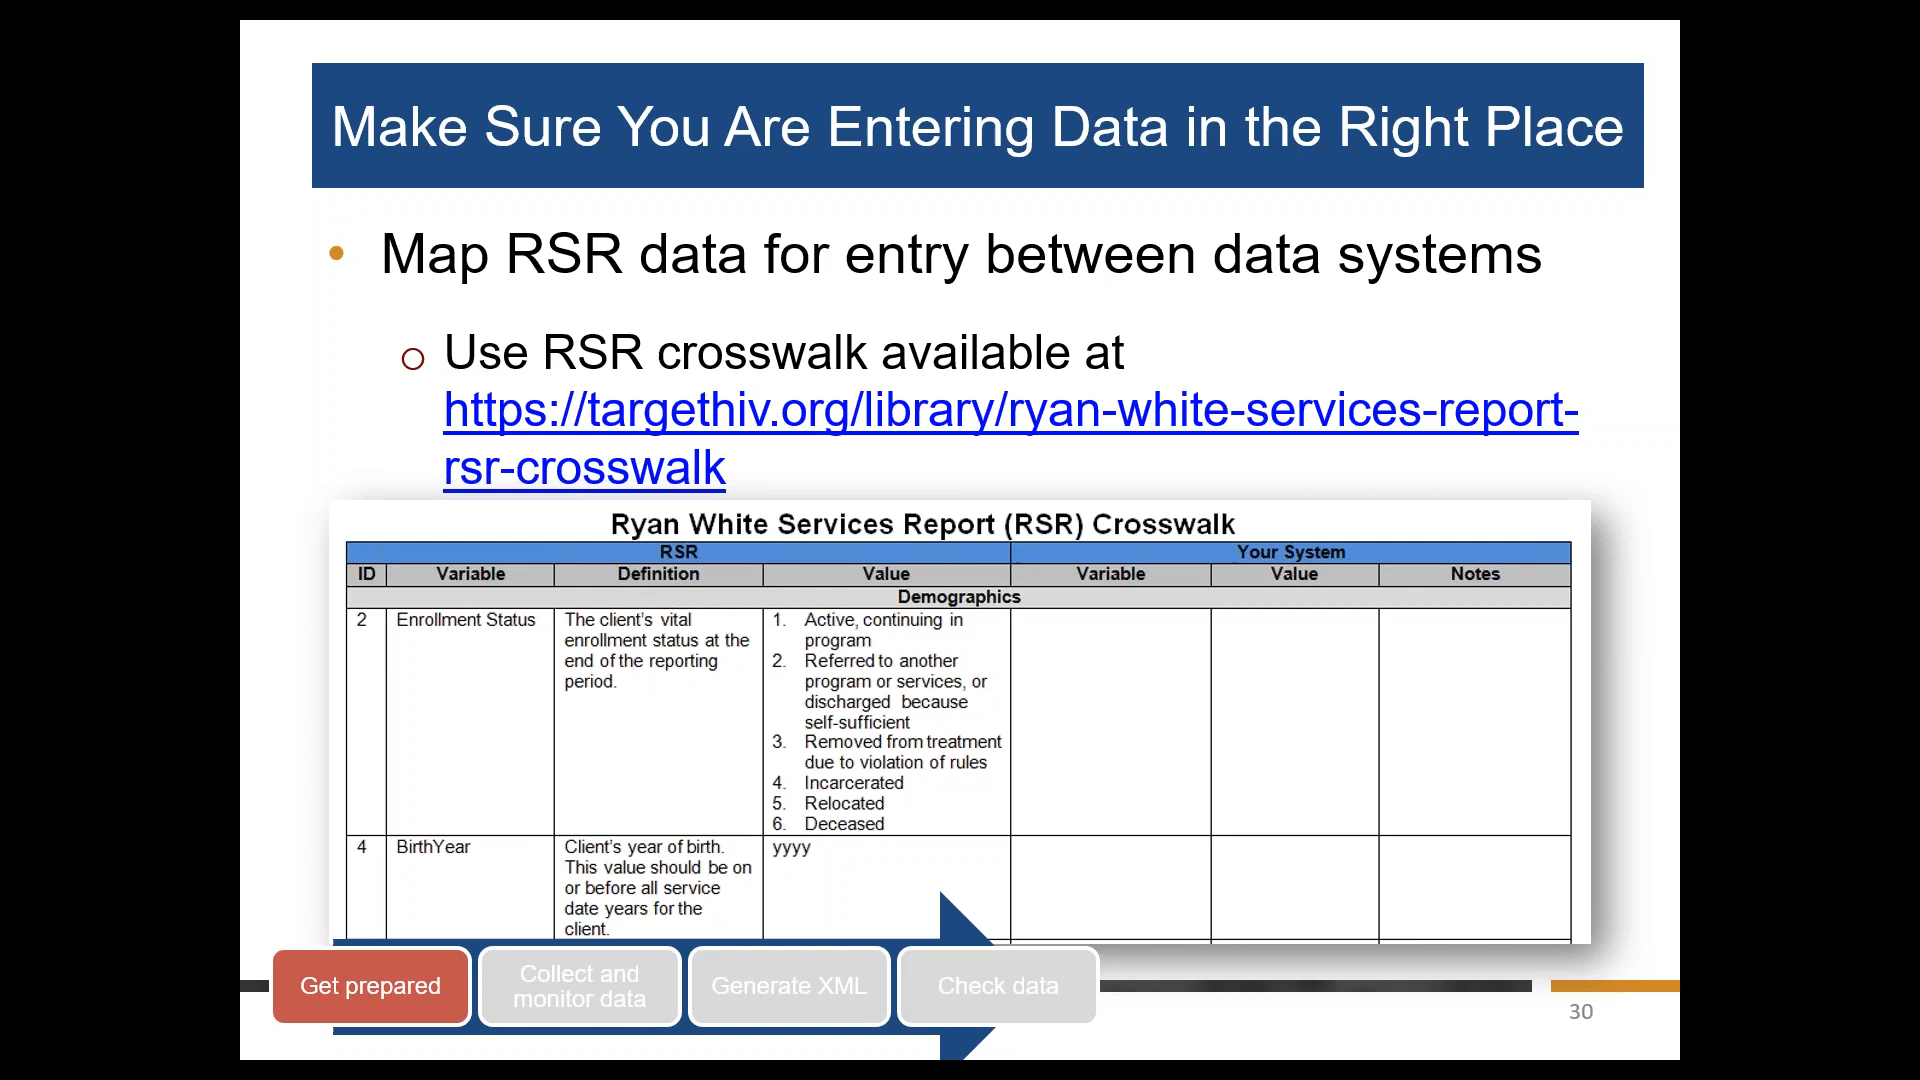 Make Sure You Are Entering Data in the Right Place
• Map RSR data for entry between data systems
o Use RSR crosswalk available at
https://targethiv.org/library/ryan-white-services-report-
rsr-crosswalk
Ryan White Services Report (RSR) Crosswalk
RSR Your System
ID Variable Definition Value Variable Value Notes
Demographics
2 Enrollment Status The client's vital 1. Active, continuing in
enrollment status at the program
end of the reporting 2. Referred to another
period. program or services, or
discharged because
self-sufficient
3. Removed from treatment
due to violation of rules
4. Incarcerated
5. Relocated
6. Deceased
4 BirthYear Client's year of birth. yyyy
This value should be on
or before all service
date years for the
client.
Get prepared
Collect and
monitor data
Generate XML
Check data
30